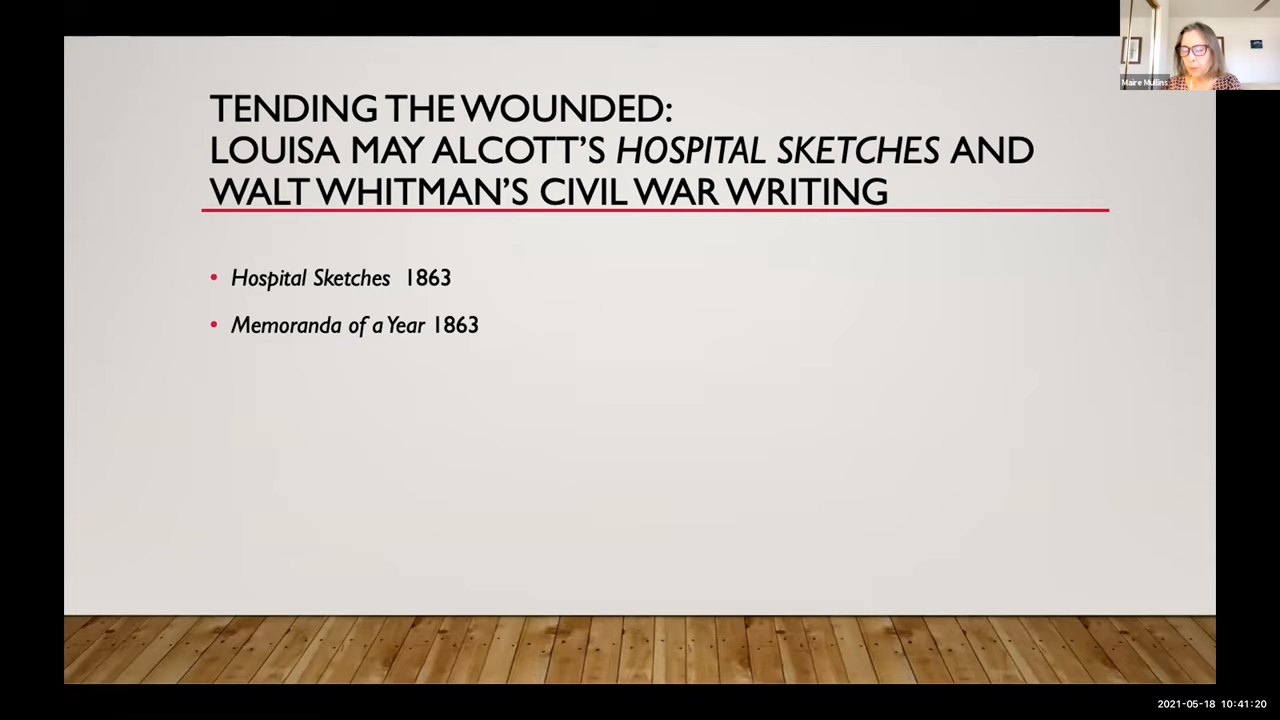 Maire Mullins
TENDING THE WOUNDED:
LOUISA MAY ALCOTT’S HOSPITAL SKETCHES AND
WALT WHITMAN’S CIVIL WAR WRITING
• Hospital Sketches 1863
• Memoranda of a Year 1863
2021-05-18 10:41:20